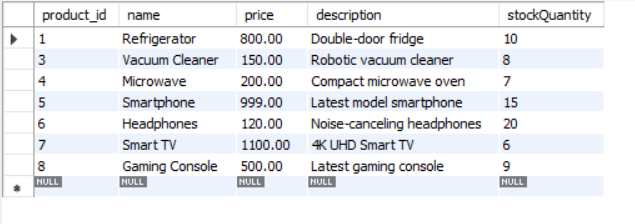 product_id name price description stockQuantity
1 Refrigerator 800.00 Double-door fridge 10
3 Vacuum Cleaner 150.00 Robotic vacuum cleaner 8
4 Microwave 200.00 Compact microwave oven 7
5 Smartphone 999.00 Latest model smartphone 15
6 Headphones 120.00 Noise-canceling headphones 20
7 Smart TV 1100.00 4K UHD Smart TV 6
8 Gaming Console 500.00 Latest gaming console 9
NULL NULL NULL NULL NULL